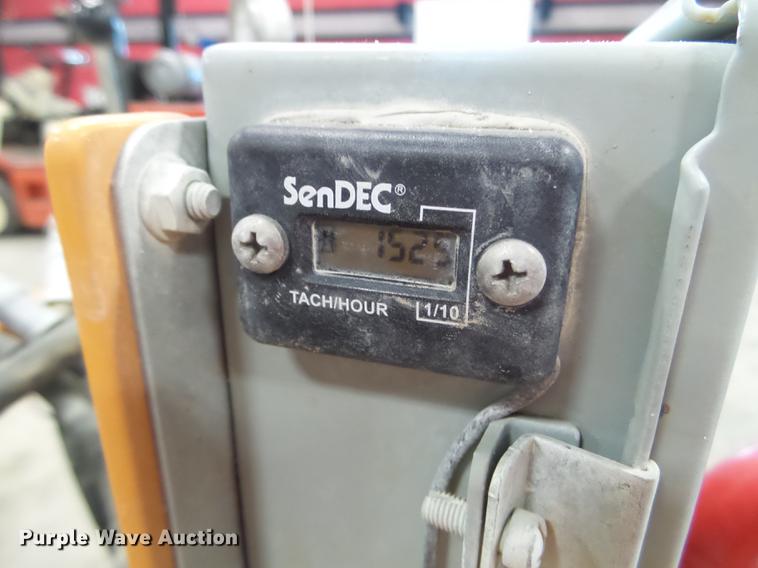 SenDEC®
1525
TACH/HOUR 1/10
Purple Wave Auction